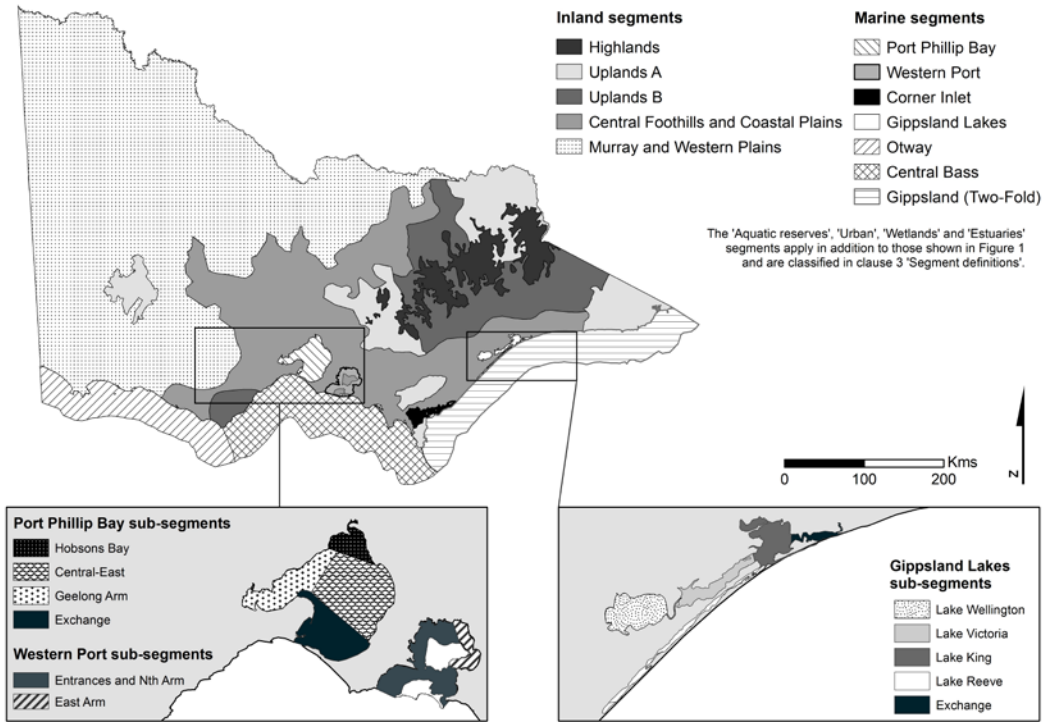 Inland segments
Highlands
Uplands A
Uplands B
Central Foothills and Coastal Plains
Murray and Western Plains
Marine segments
Port Phillip Bay
Western Port
Corner Inlet
Gippsland Lakes
Otway
Central Bass
Gippsland (Two-Fold)
The 'Aquatic reserves', 'Urban', 'Wetlands' and 'Estuaries'
segments apply in addition to those shown in Figure 1
and are classified in clause 3 'Segment definitions'.
Kms
0 100 200
N
Port Phillip Bay sub-segments
Hobsons Bay
Central-East
Geelong Arm
Exchange
Western Port sub-segments
Entrances and Nth Arm
East Arm
Gippsland Lakes
sub-segments
Lake Wellington
Lake Victoria
Lake King
Lake Reeve
Exchange